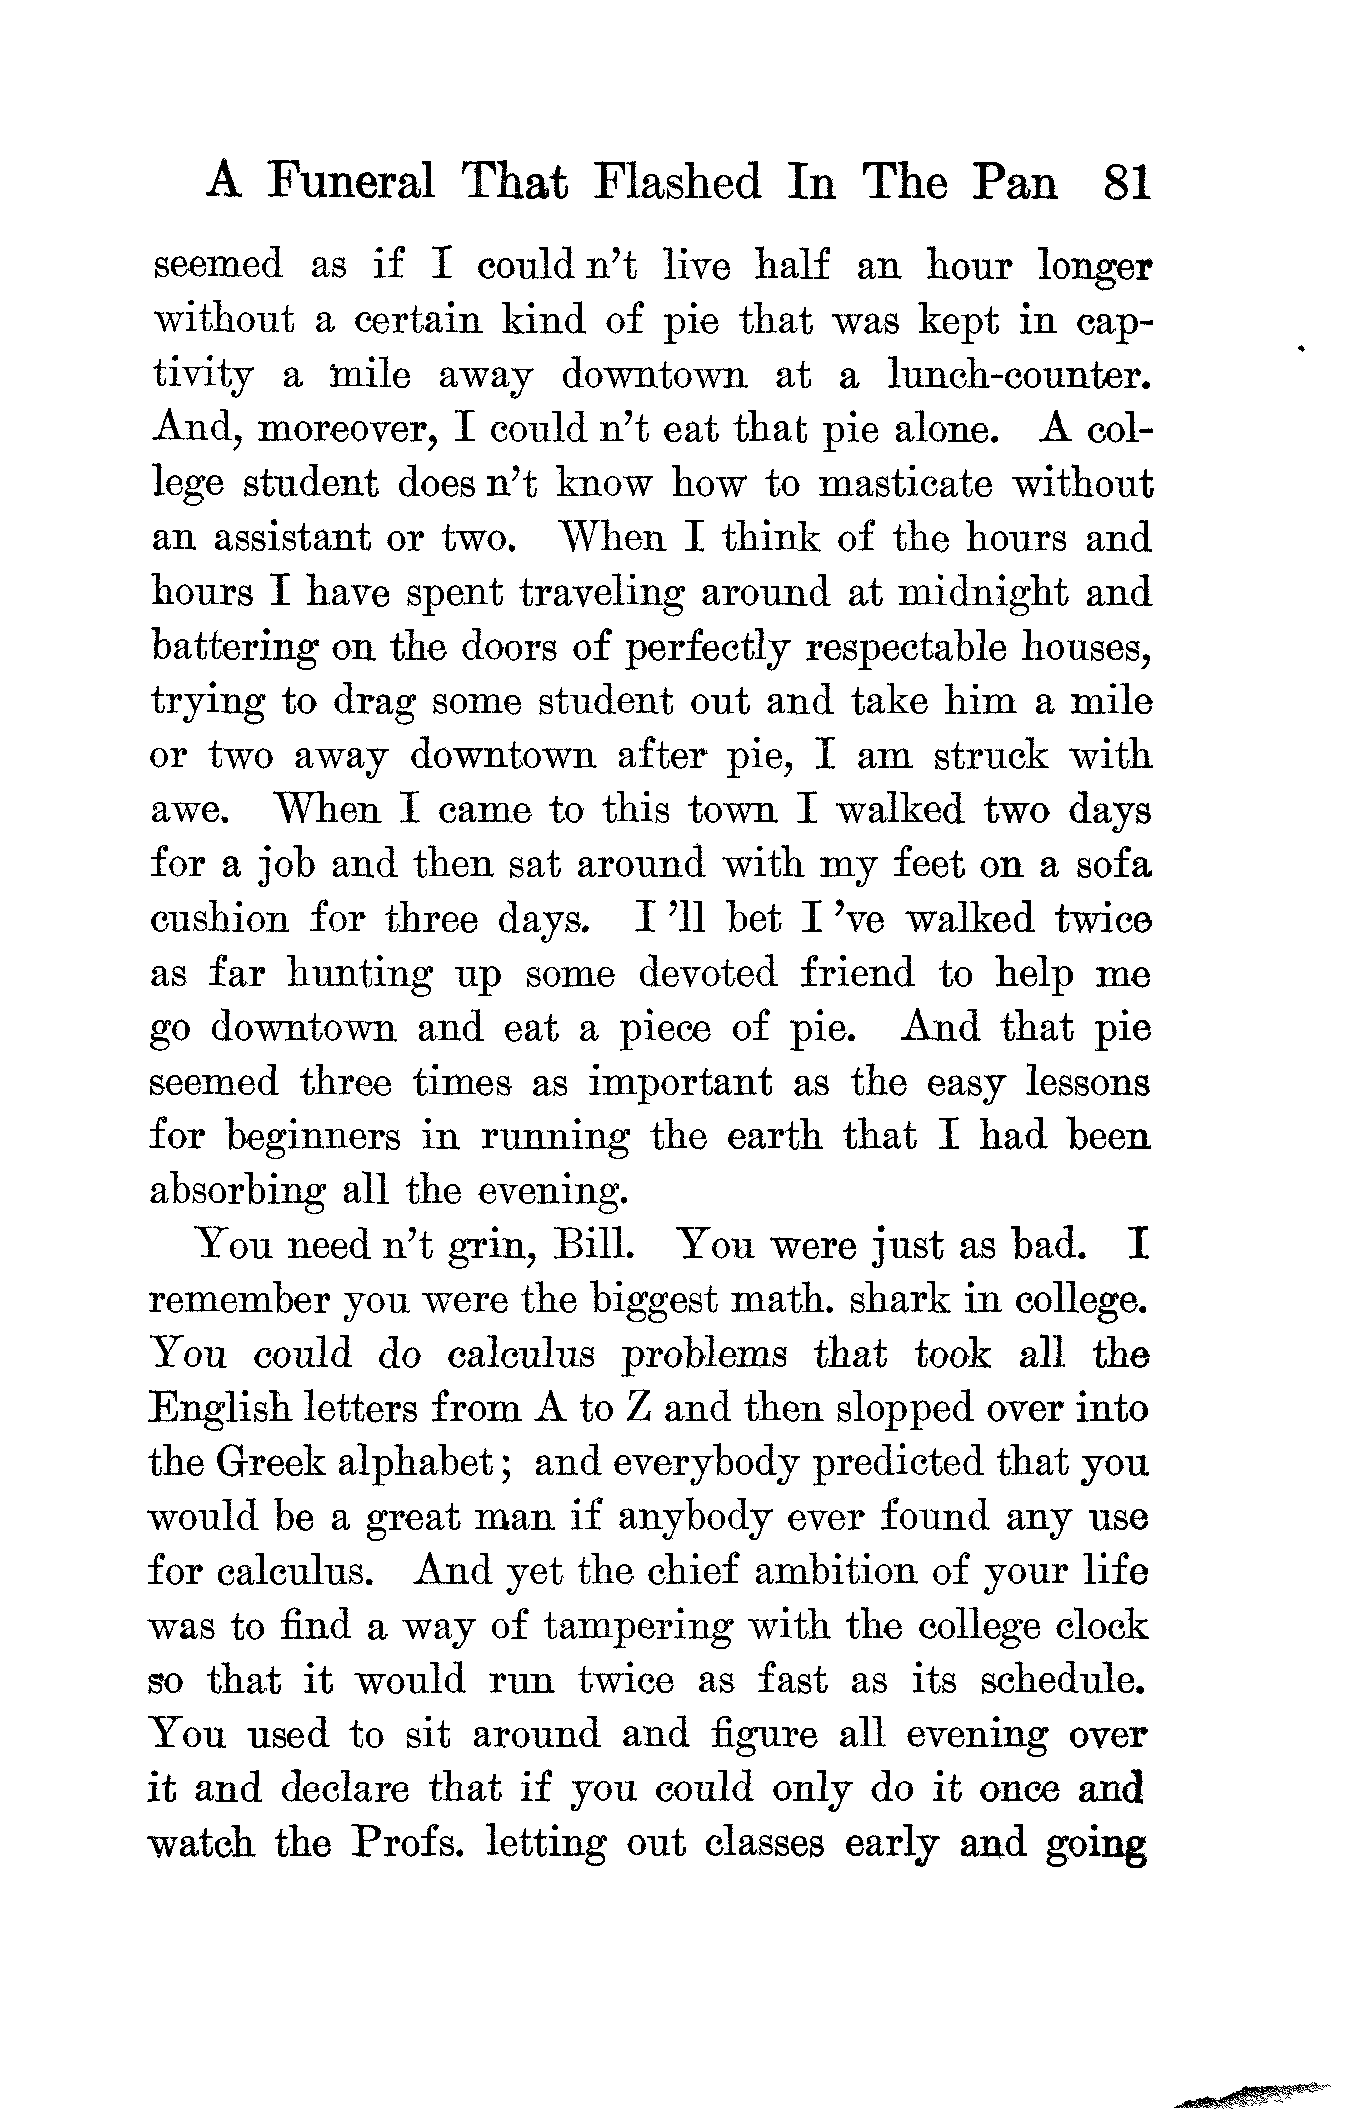 A Funeral That Flashed In The Pan 81
seemed as if I could n't live half an hour longer
without a certain kind of pie that was kept in cap-
tivity a mile away downtown at a lunch-counter.
And, moreover, I could n't eat that pie alone. A col-
lege student does n't know how to masticate without
an assistant or two. When I think of the hours and
hours I have spent traveling around at midnight and
battering on the doors of perfectly respectable houses,
trying to drag some student out and take him a mile
or two away downtown after pie, I am struck with
awe. When I came to this town I walked two days
for a job and then sat around with my feet on a sofa
cushion for three days. I 'll bet I 've walked twice
as far hunting up some devoted friend to help me
go downtown and eat a piece of pie. And that pie
seemed three times as important as the easy lessons
for beginners in running the earth that I had been
absorbing all the evening.
You need n't grin, Bill. You were just as bad. I
remember you were the biggest math. shark in college.
You could do calculus problems that took all the
English letters from A to Z and then slopped over into
the Greek alphabet; and everybody predicted that you
would be a great man if anybody ever found any use
for calculus. And yet the chief ambition of your life
was to find a way of tampering with the college clock
so that it would run twice as fast as its schedule.
You used to sit around and figure all evening over
it and declare that if you could only do it once and
watch the Profs. letting out classes early and going